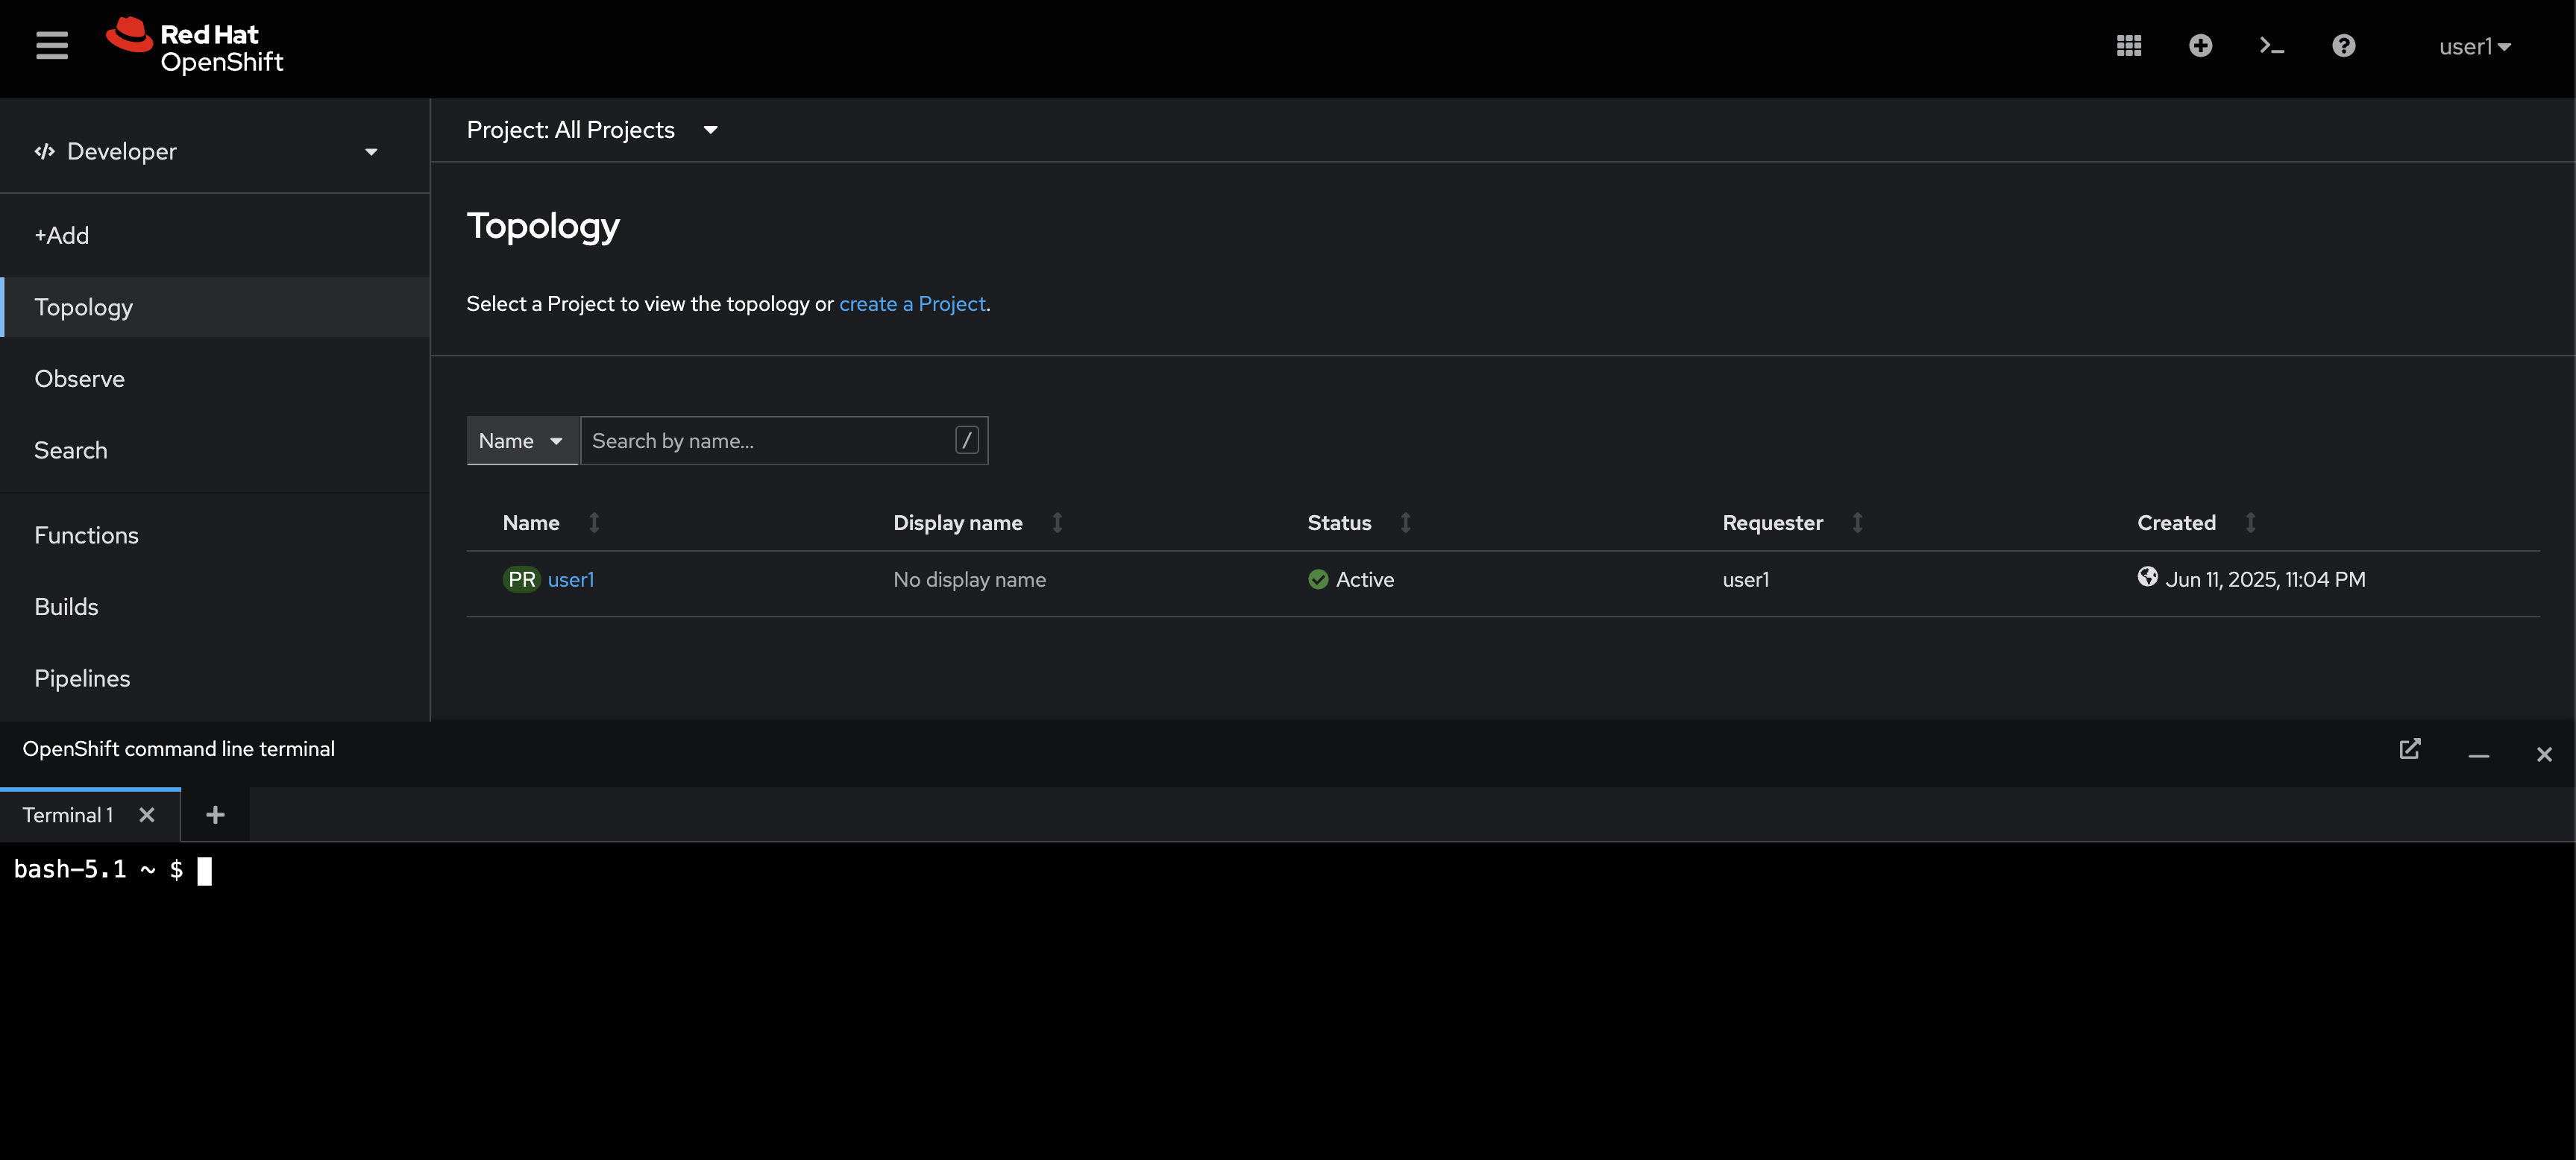 Red Hat
OpenShift
user1
Developer
Project: All Projects
+Add
Topology
Observe
Search
Functions
Builds
Pipelines
Topology
Select a Project to view the topology or create a Project.
Name
Search by name...
/
Name Display name Status Requester Created
PR user1 No display name Active user1 Jun 11, 2025, 11:04 PM
OpenShift command line terminal
Terminal 1
bash-5.1 ~ $